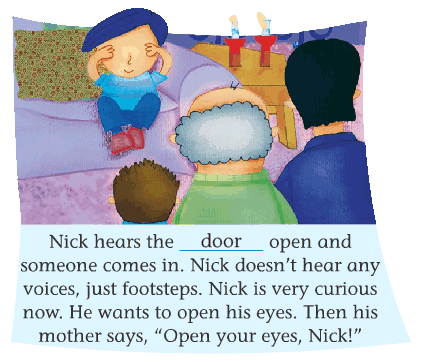 Nick hears the door open and
someone comes in. Nick doesn't hear any
voices, just footsteps. Nick is very curious
now. He wants to open his eyes. Then his
mother says, “Open your eyes, Nick!”